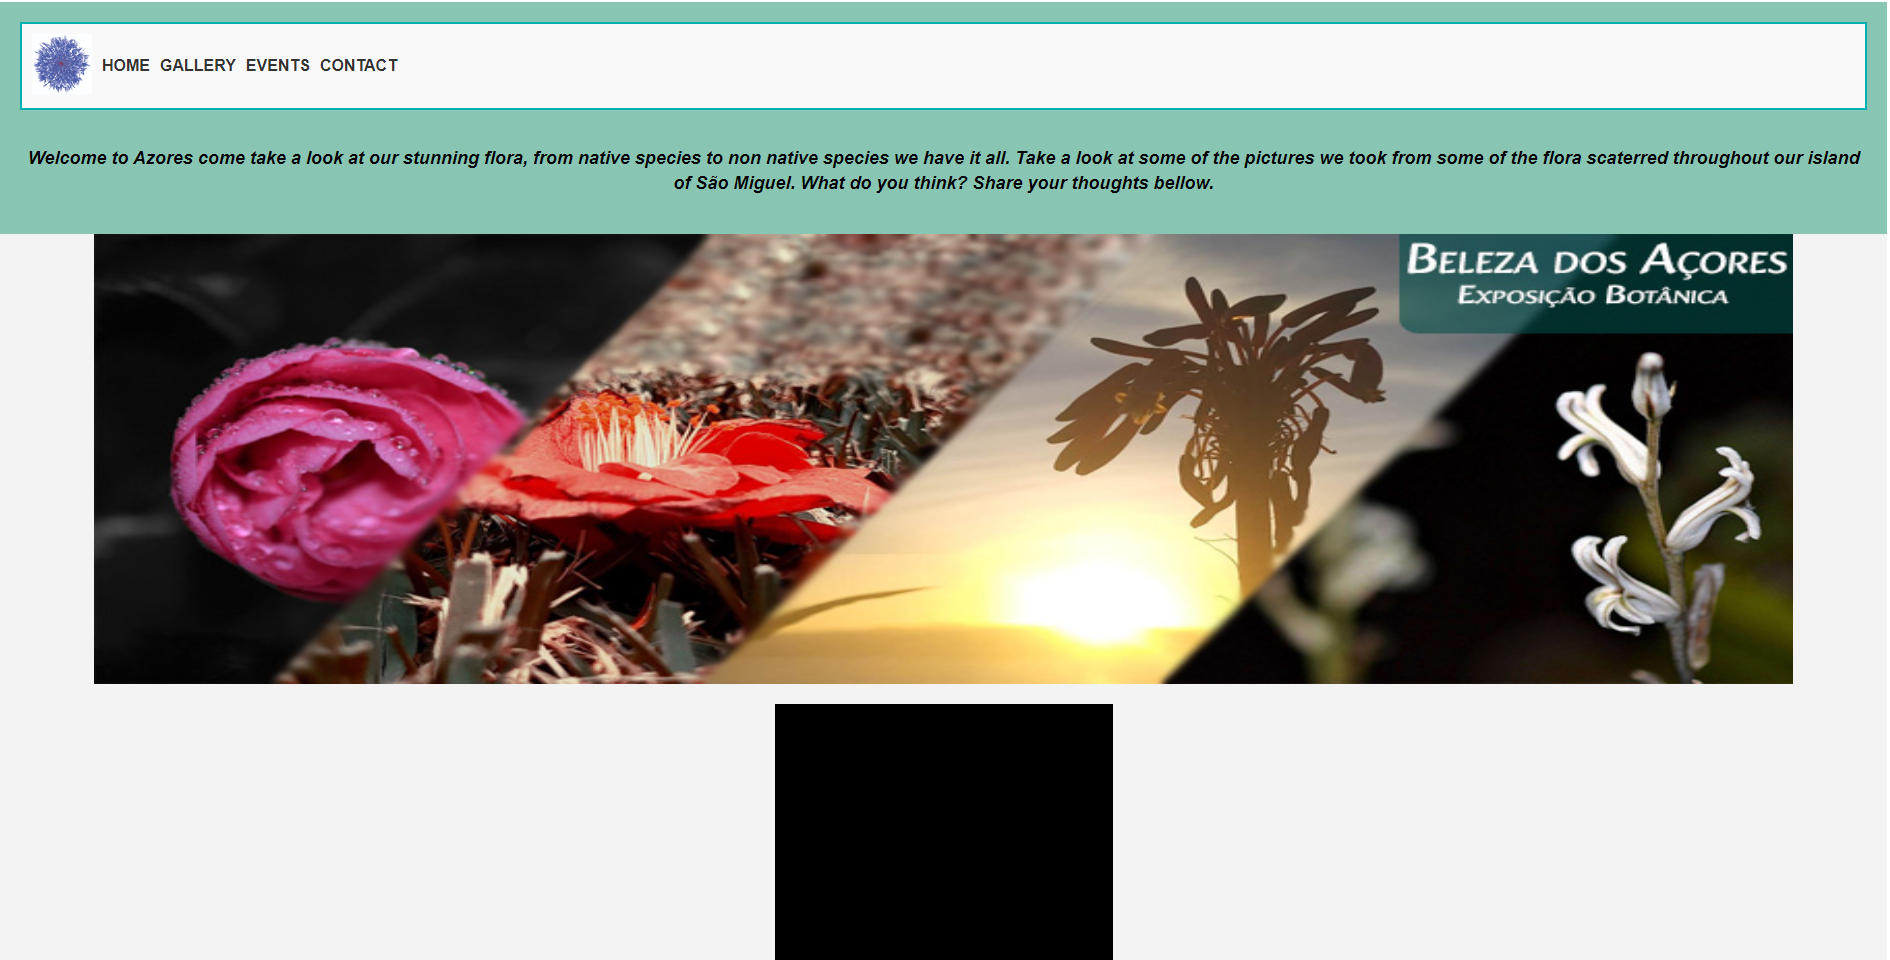 HOME GALLERY EVENTS CONTACT
Welcome to Azores come take a look at our stunning flora, from native species to non native species we have it all. Take a look at some of the pictures we took from some of the flora scaterred throughout our island
of São Miguel. What do you think? Share your thoughts bellow.
BELEZA DOS AÇORES
EXPOSIÇÃO BOTÂNICA